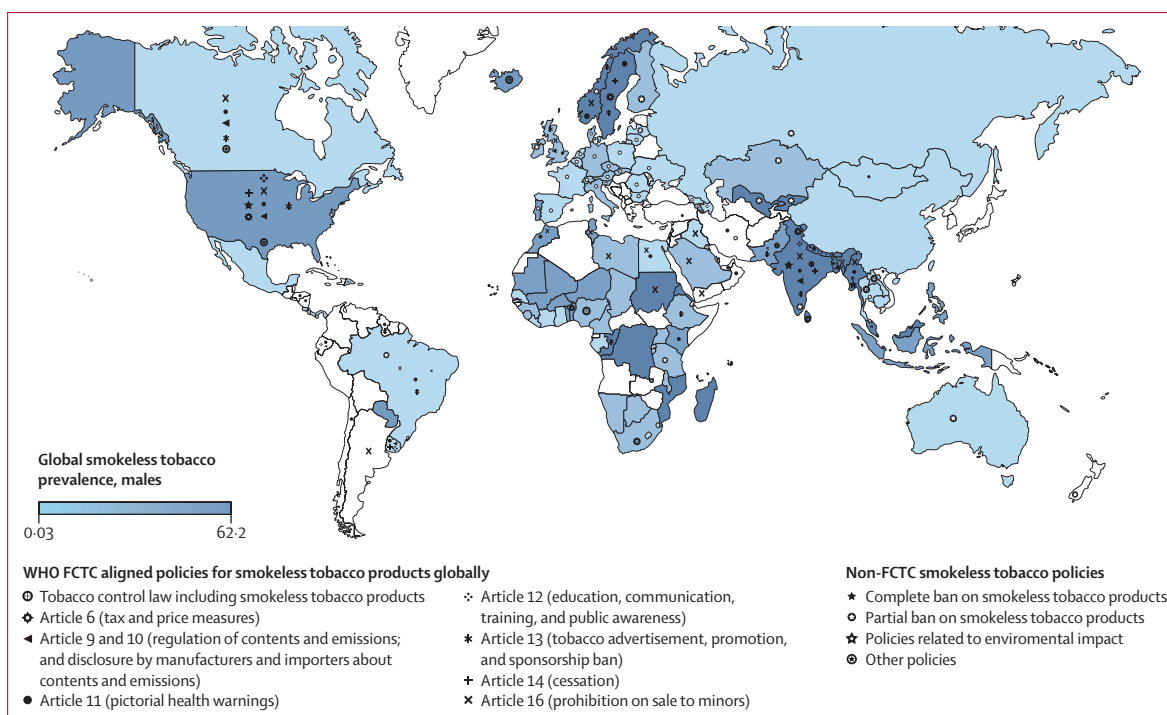 Global smokeless tobacco
prevalence, males
0·03 62·2
WHO FCTC aligned policies for smokeless tobacco products globally
Tobacco control law including smokeless tobacco products
Article 6 (tax and price measures)
Article 9 and 10 (regulation of contents and emissions;
and disclosure by manufacturers and importers about
contents and emissions)
Article 11 (pictorial health warnings)
Article 12 (education, communication,
training, and public awareness)
Article 13 (tobacco advertisement, promotion,
and sponsorship ban)
Article 14 (cessation)
Article 16 (prohibition on sale to minors)
Non-FCTC smokeless tobacco policies
Complete ban on smokeless tobacco products
Partial ban on smokeless tobacco products
Policies related to enviromental impact
Other policies